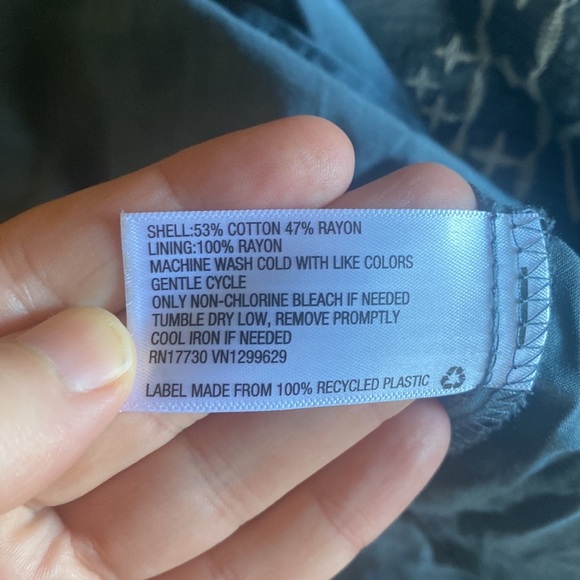 SHELL:53% COTTON 47% RAYON
LINING:100% RAYON
MACHINE WASH COLD WITH LIKE COLORS
GENTLE CYCLE
ONLY NON-CHLORINE BLEACH IF NEEDED
TUMBLE DRY LOW, REMOVE PROMPTLY
COOL IRON IF NEEDED
RN17730 VN1299629
LABEL MADE FROM 100% RECYCLED PLASTIC